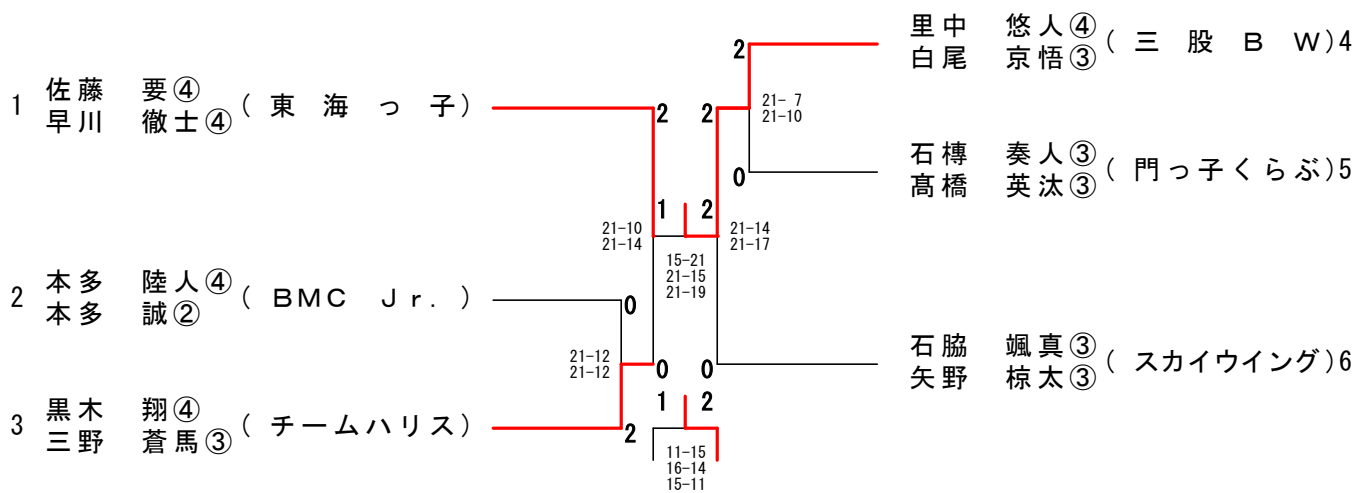 1 佐藤 要④ (東海っ子)
早川 徹士④
2 本多 陸人④ (BMC Jr.)
本多 誠②
3 黒木 翔④ (チームハリス)
三野 蒼馬③
里中 悠人④ (三股BW) 4
白尾 京悟③
石樽 奏人③ (門っ子くらぶ) 5
髙橋 英汰③
石脇 颯真③ (スカイウイング) 6
矢野 椋太③
2
21-10
21-14
0
21-12
21-12
2
0
1
2
15-21
21-15
21-19
2
21- 7
21-10
0
2
21-14
21-17
0
1
2
11-15
16-14
15-11